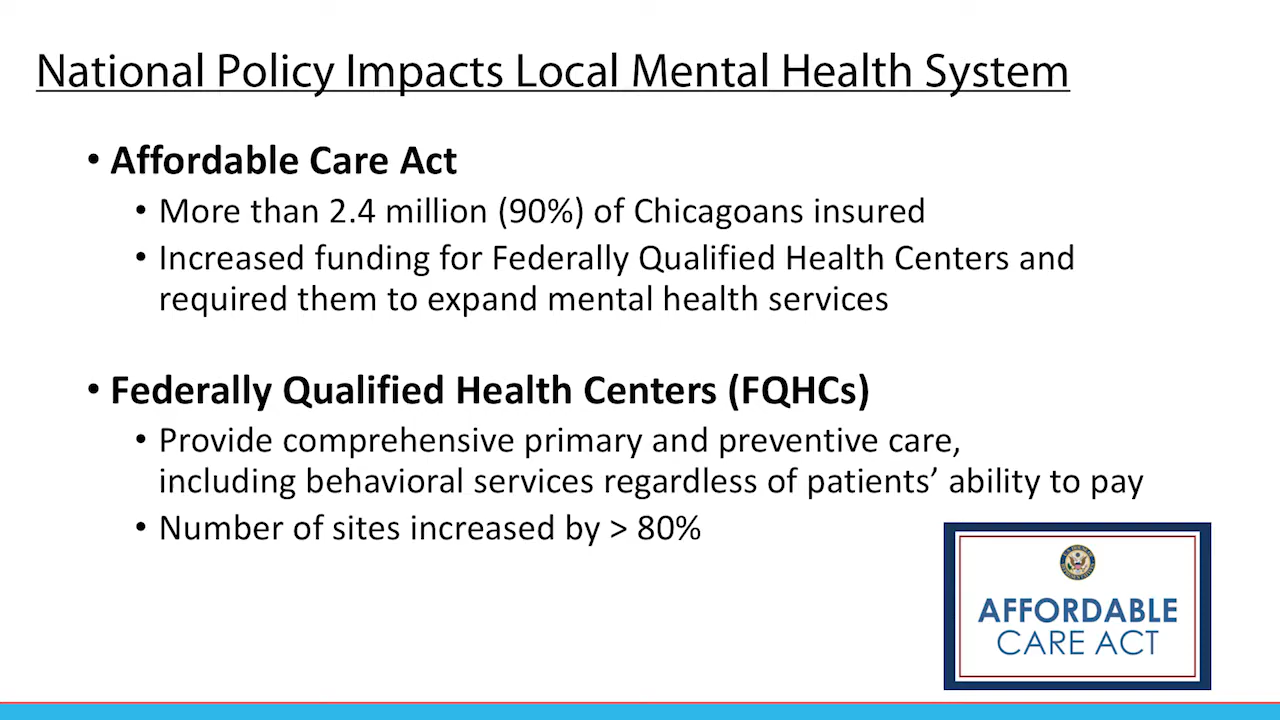 National Policy Impacts Local Mental Health System
• Affordable Care Act
• More than 2.4 million (90%) of Chicagoans insured
• Increased funding for Federally Qualified Health Centers and
required them to expand mental health services
• Federally Qualified Health Centers (FQHCs)
• Provide comprehensive primary and preventive care,
including behavioral services regardless of patients’ ability to pay
• Number of sites increased by > 80%
AFFORDABLE
CARE ACT